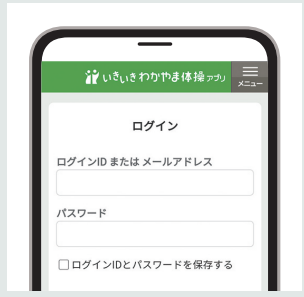 いきいきわかやま体操アプリ
メニュー
ログイン
ログインID または メールアドレス
パスワード
ログインIDとパスワードを保存する